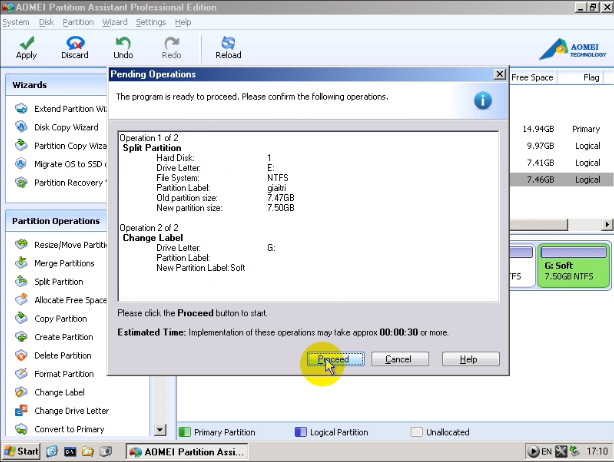 AOMEI Partition Assistant Professional Edition
System Disk Partition Wizard Settings Help
Apply Discard Undo Redo Reload
AOMEI
TECHNOLOGY
Wizards
Extend Partition Wi
Disk Copy Wizard
Partition Copy Wiza
Migrate OS to SSD
Partition Recovery
Partition Operations
Resize/Move Partiti
Merge Partitions
Split Partition
Allocate Free Space
Copy Partition
Create Partition
Delete Partition
Format Partition
Change Label
Change Drive Letter
Convert to Primary
Pending Operations
The program is ready to proceed. Please confirm the following operations.
Operation 1 of 2
Split Partition
Hard Disk: 1
Drive Letter: E:
File System: NTFS
Partition Label: giaitri
Old partition size: 7.47GB
New partition size: 7.50GB
Operation 2 of 2
Change Label
Drive Letter: G:
Partition Label:
New Partition Label: Soft
Please click the Proceed button to start.
Estimated Time: Implementation of these operations may take approx 00:00:30 or more.
Proceed Cancel Help
Free Space Flag
14.94GB Primary
9.97GB Logical
7.41GB Logical
7.46GB Logical
TFS
G: Soft
7.50GB NTFS
Primary Partition Logical Partition Unallocated
Start AOMEI Partition Assi... EN 17:10